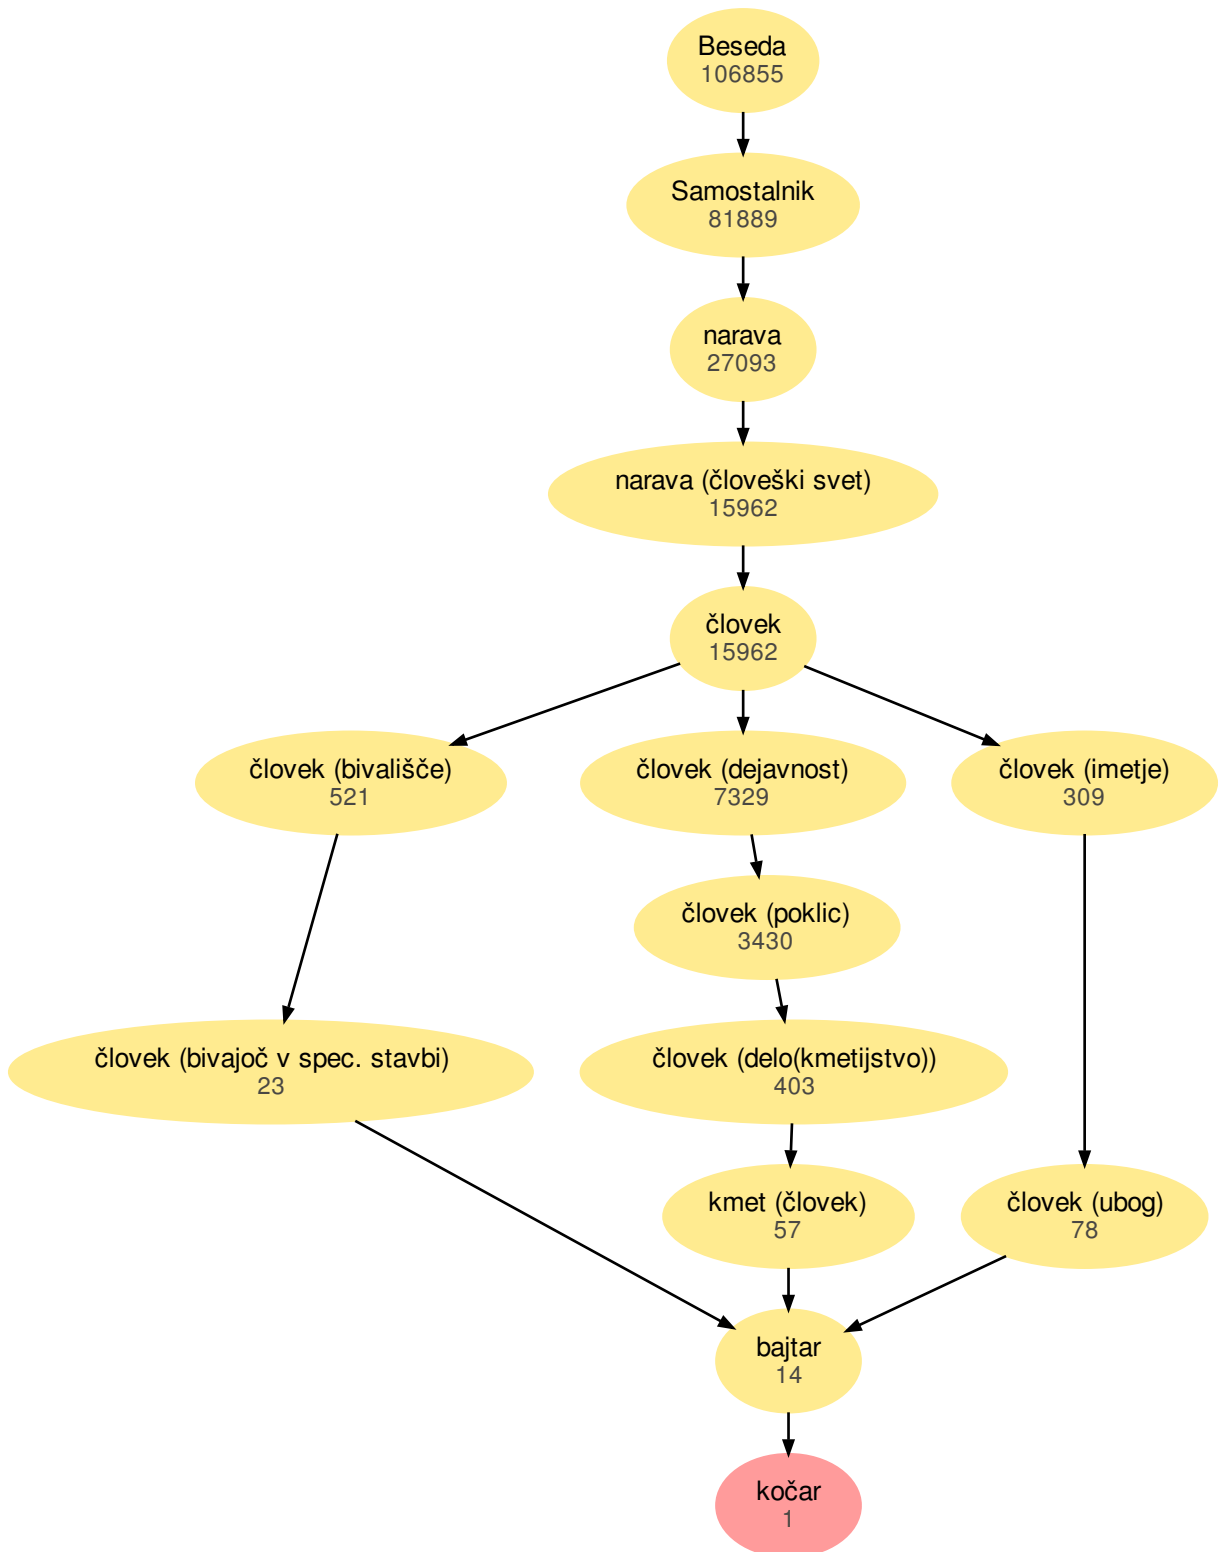 Beseda
106855
Samostalnik
81889
narava
27093
narava (človeški svet)
15962
človek
15962
človek (bivališče)
521
človek (dejavnost)
7329
človek (imetje)
309
človek (poklic)
3430
človek (bivajoč v spec. stavbi)
23
človek (delo(kmetijstvo))
403
kmet (človek)
57
človek (ubog)
78
bajtar
14
kočar
1